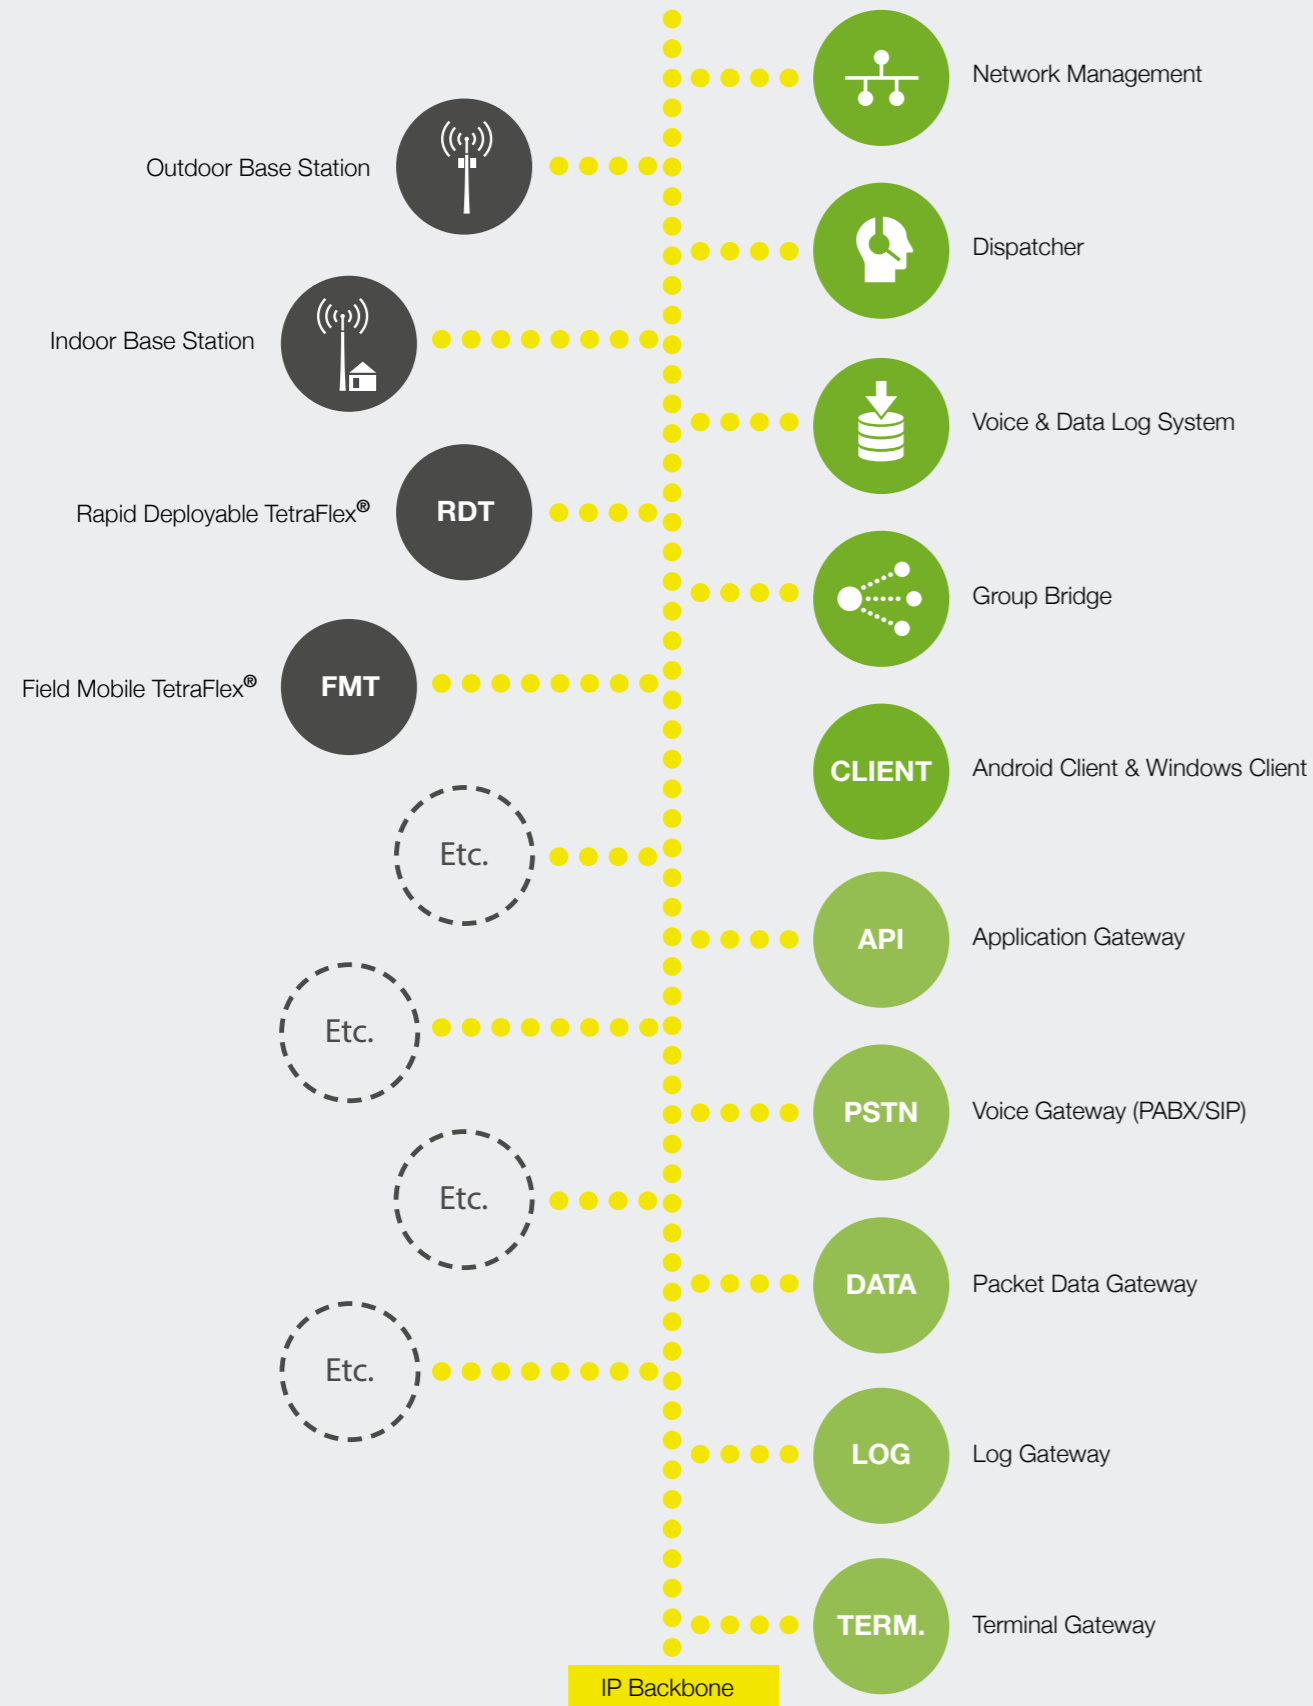 Network Management
Outdoor Base Station
Dispatcher
Indoor Base Station
Voice & Data Log System
Rapid Deployable TetraFlex®
RDT
Group Bridge
Field Mobile TetraFlex®
FMT
CLIENT
Android Client & Windows Client
Etc.
API
Application Gateway
Etc.
PSTN
Voice Gateway (PABX/SIP)
Etc.
DATA
Packet Data Gateway
Etc.
LOG
Log Gateway
TERM.
Terminal Gateway
IP Backbone